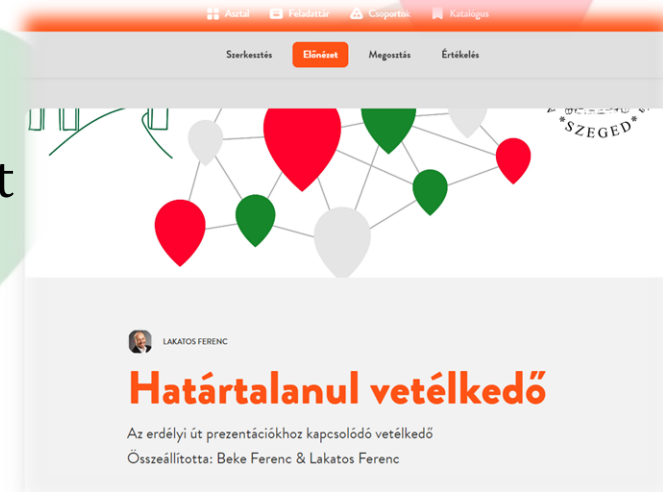 Asztal Feladattár Csoportok Katalógus
Szerkesztés Előnézet Megosztás Értékelés
*SZEGED*
t
LAKATOS FERENC
Határtalanul vetélkedő
Az erdélyi út prezentációkhoz kapcsolódó vetélkedő
Összeállította: Beke Ferenc & Lakatos Ferenc